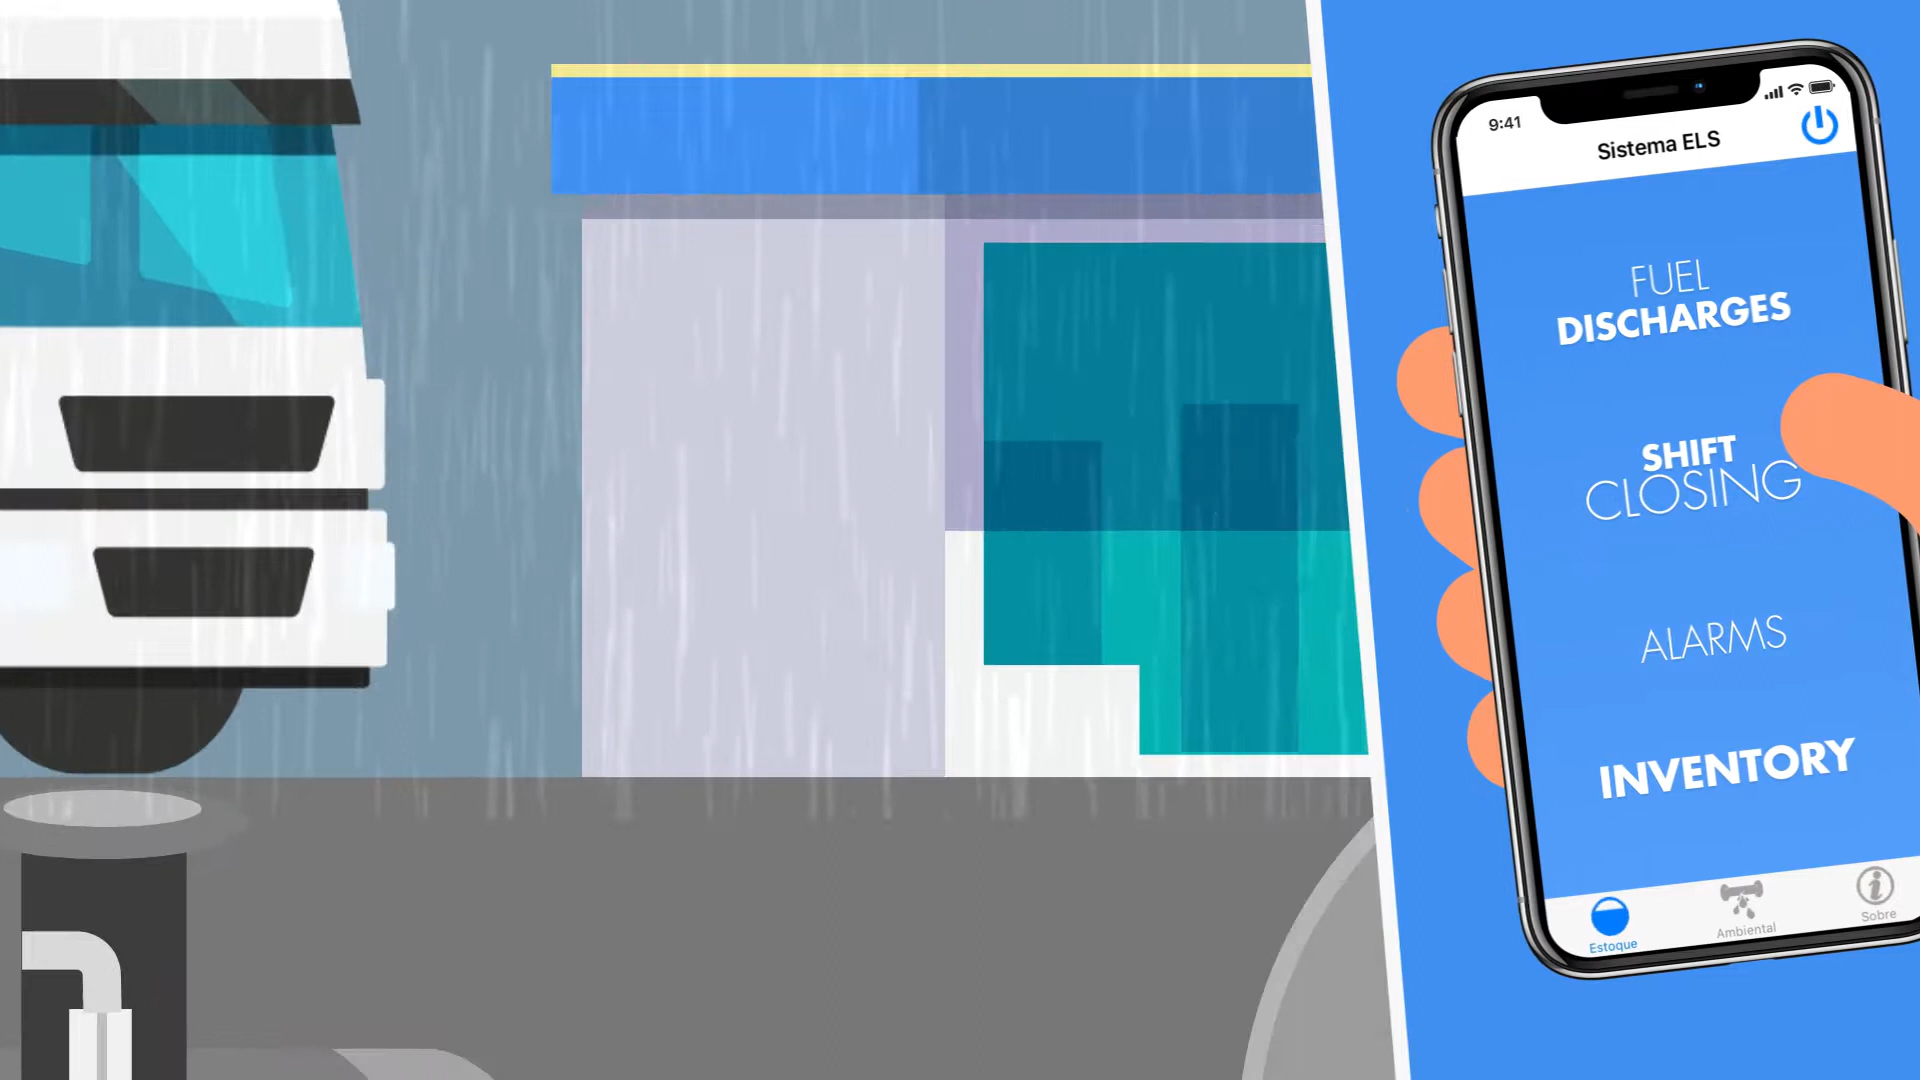 9:41
Sistema ELS
FUEL
DISCHARGES
SHIFT
CLOSING
ALARMS
INVENTORY
Estoque
Ambiental
Sobre